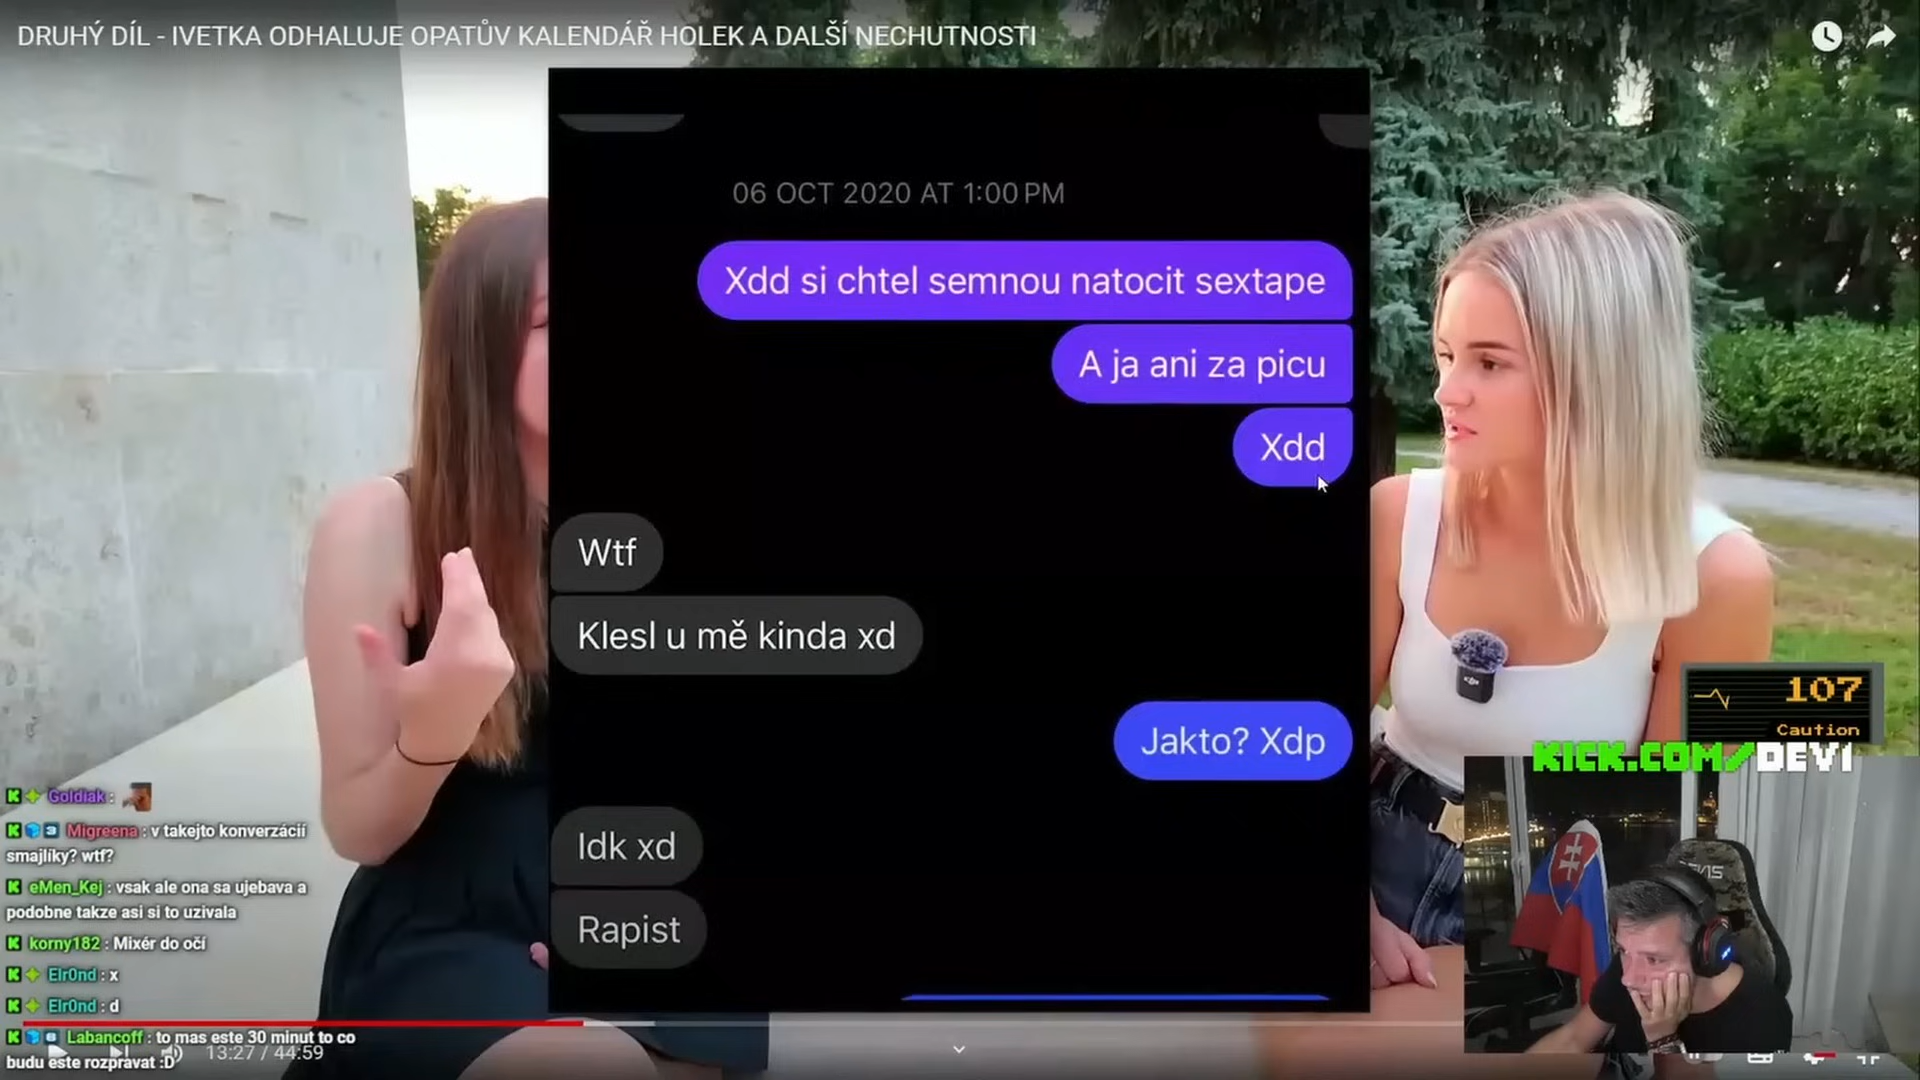 DRUHÝ DÍL - IVETKA ODHALUJE OPATŮV KALENDÁŘ HOLEK A DALŠÍ NECHUTNOSTI
06 OCT 2020 AT 1:00 PM
Xdd si chtel semnou natocit sextape
A ja ani za picu
Xdd
Wtf
Klesl u mě kinda xd
Jakto? Xdp
Idk xd
Rapist
107
Caution
KICK.COM/DEVI
Goldiak :
Migreena : v takejto konverzácií
smajlíky? wtf?
eMen_Kej : vsak ale ona sa ujebava a
podobne takze asi si to uzivala
korny182 : Mixér do očí
Elr0nd : x
Elr0nd : d
Labancoff : to mas este 30 minut to co
budu este rozpravat :D
13:27 / 44:59